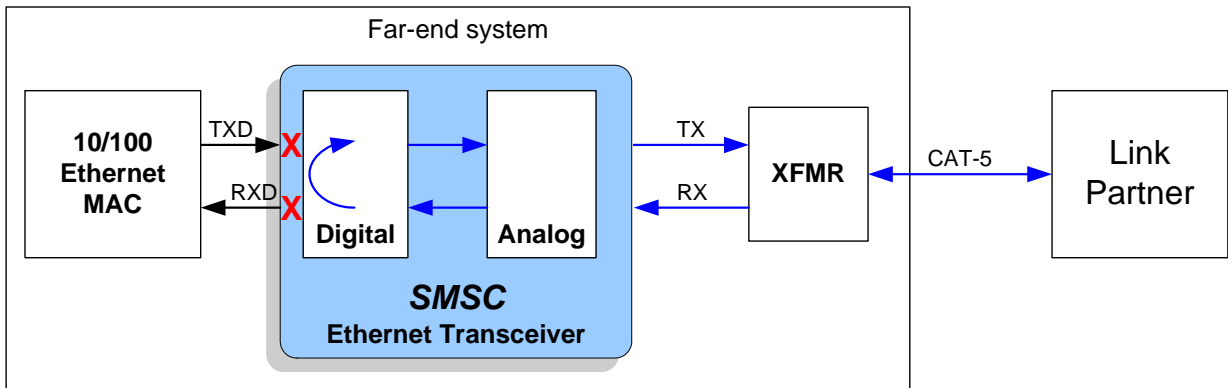 Far-end system
10/100
Ethernet
MAC
TXD
RXD
X
X
Digital
Analog
SMSC
Ethernet Transceiver
TX
RX
XFMR
CAT-5
Link
Partner